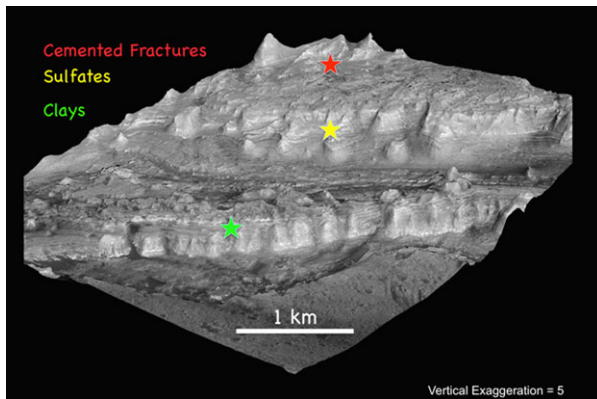 Cemented Fractures
Sulfates
Clays
1 km
Vertical Exaggeration = 5